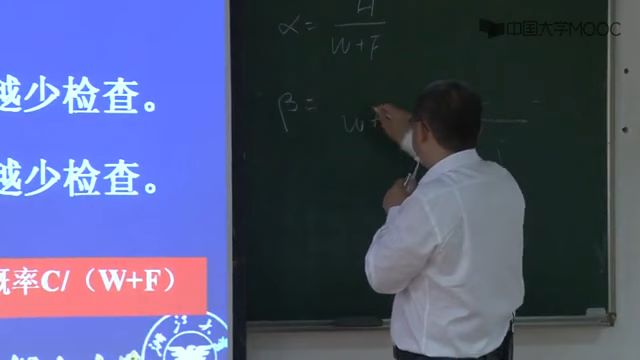 越少检查。
越少检查。
概率C/（W+F）
α= A
W+F
β=
W+
中国大学MOOC